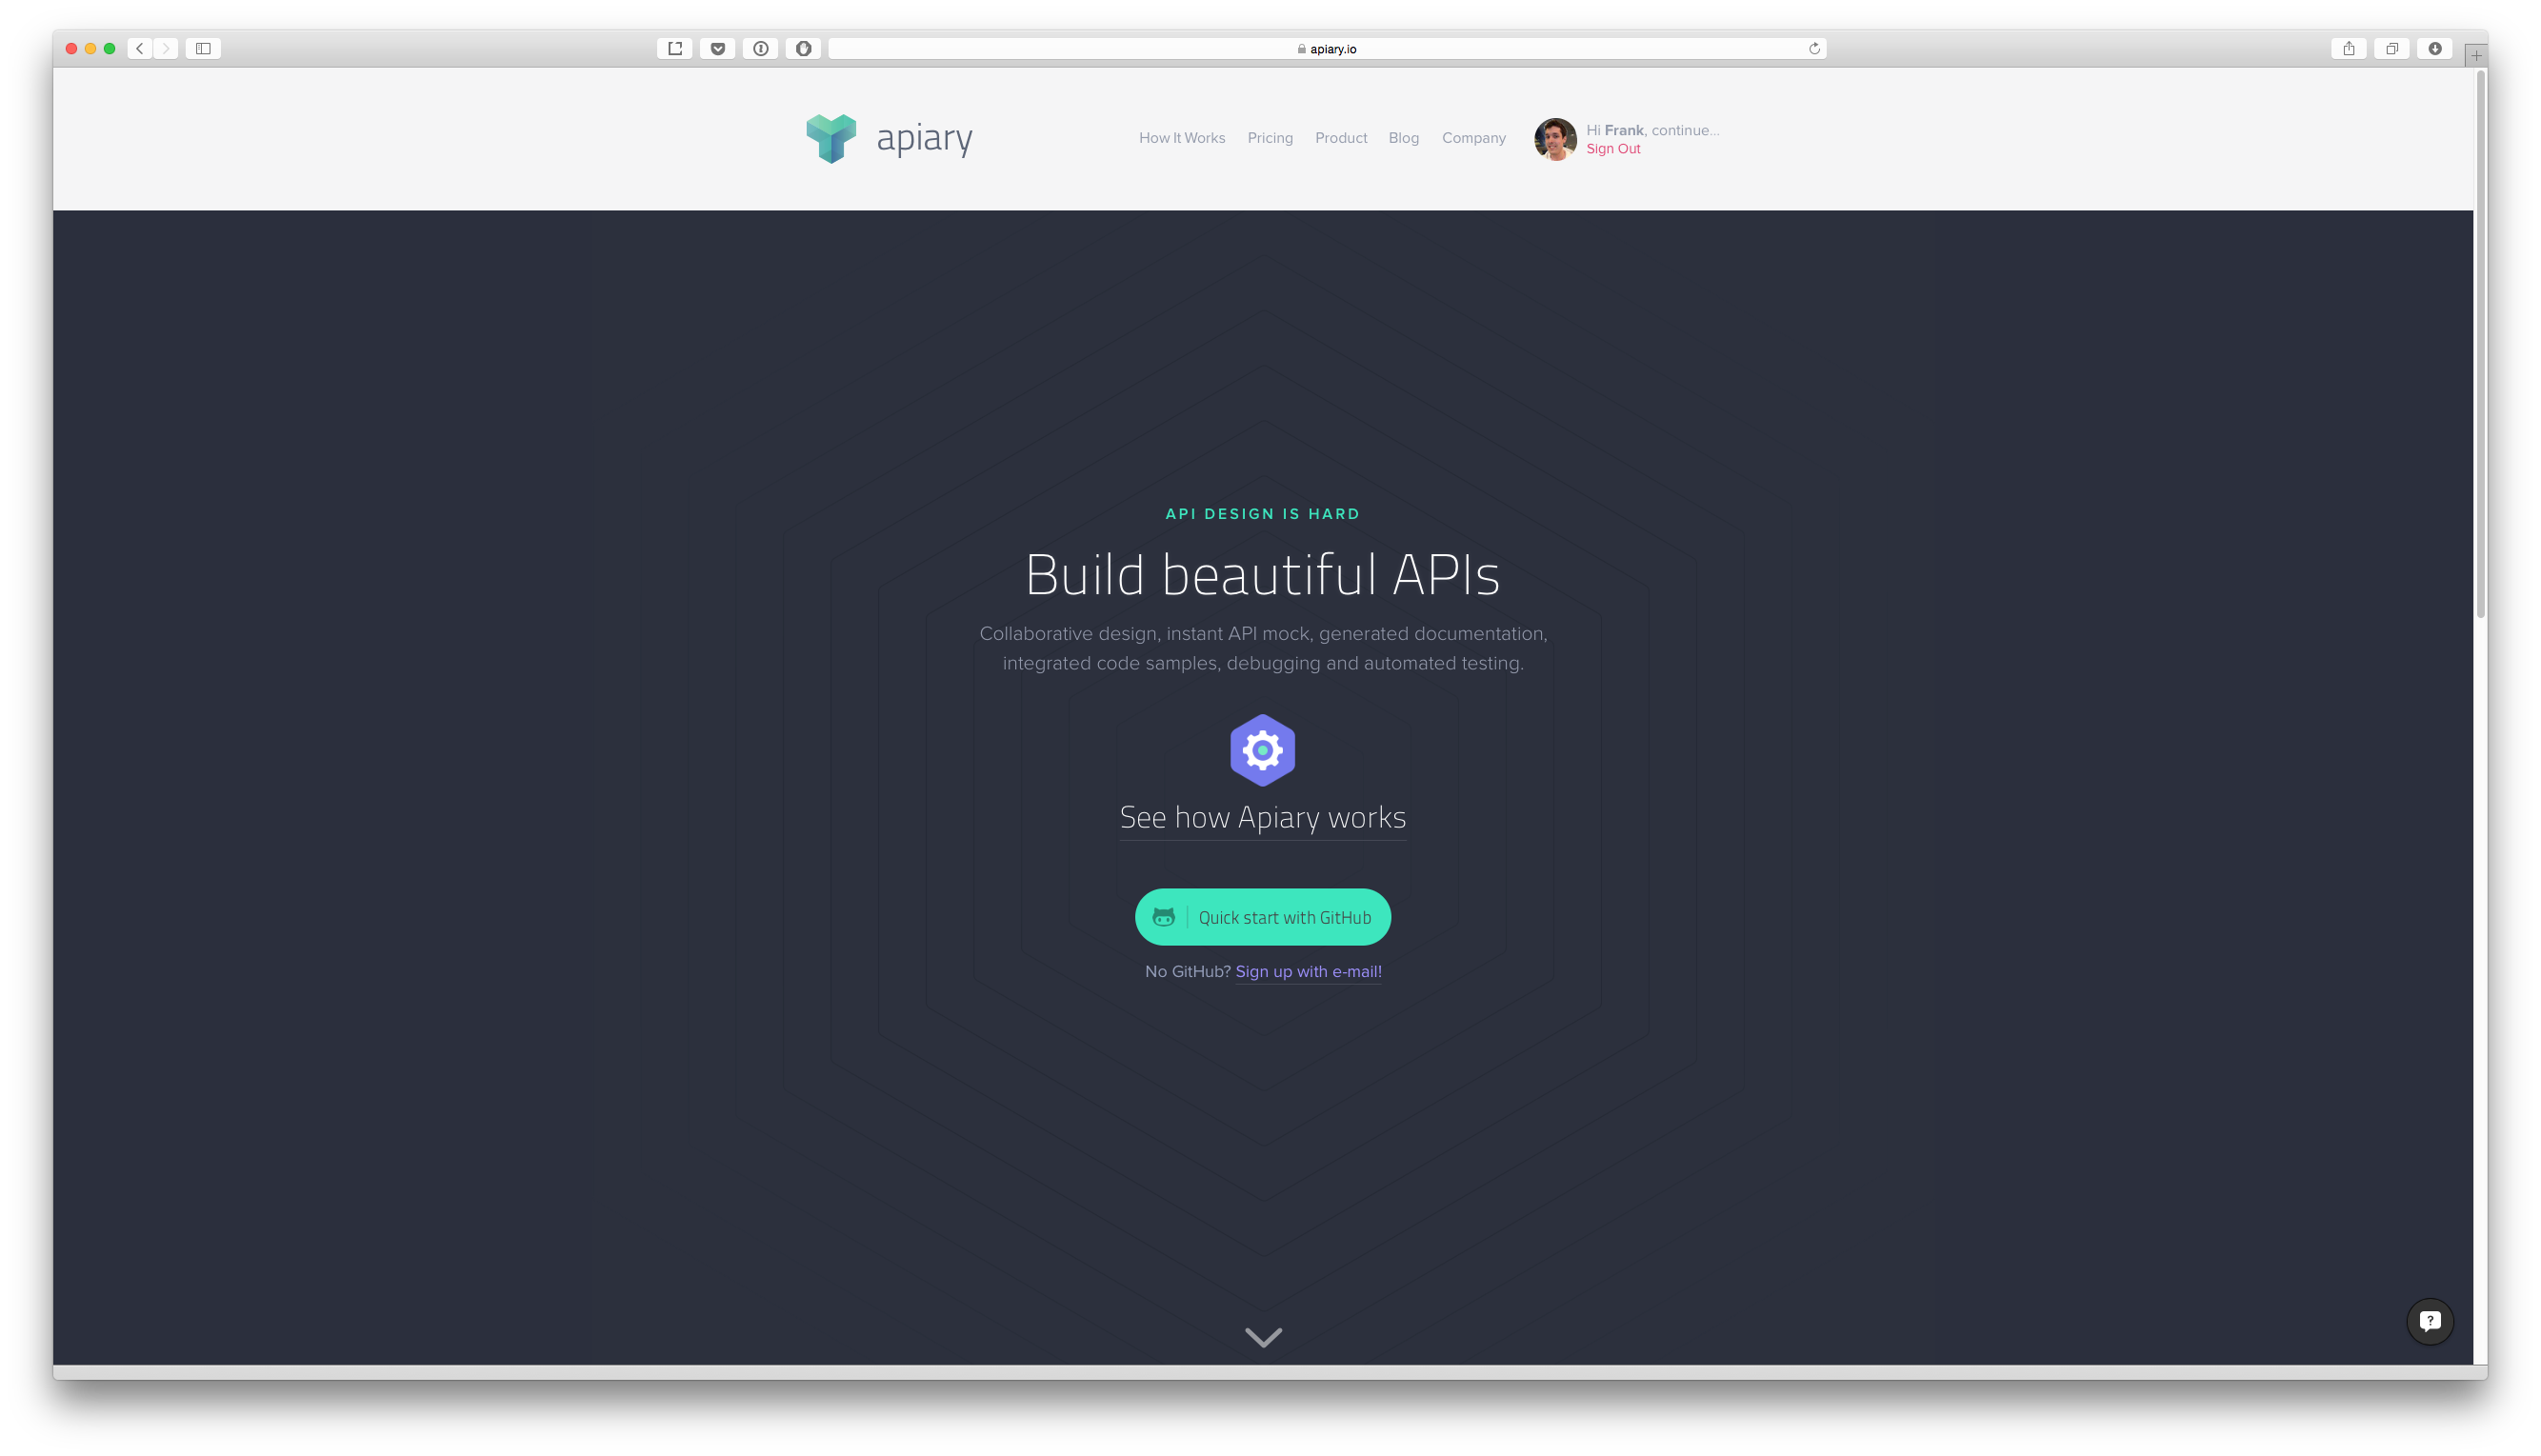 apiary.io
apiary
How It Works Pricing Product Blog Company
Hi Frank, continue...
Sign Out
API DESIGN IS HARD
Build beautiful APIs
Collaborative design, instant API mock, generated documentation,
integrated code samples, debugging and automated testing.
See how Apiary works
Quick start with GitHub
No GitHub? Sign up with e-mail!